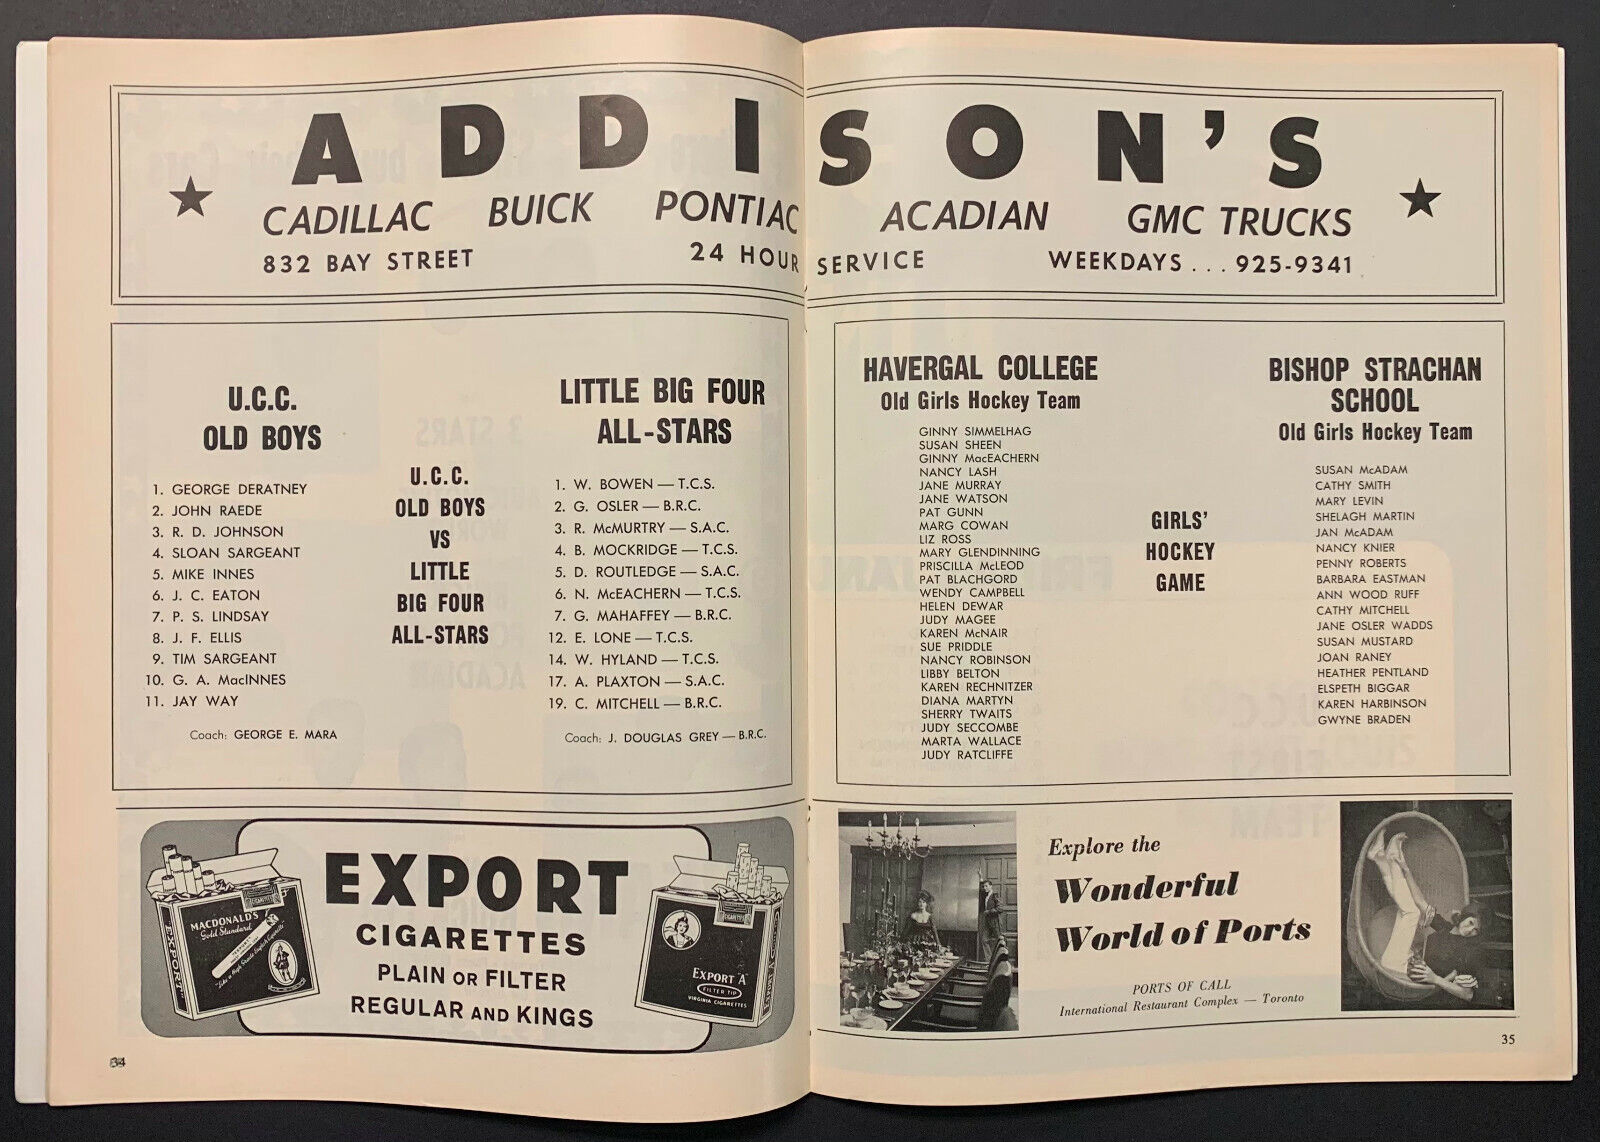 ADDISON'S
CADILLAC BUICK PONTIAC ACADIAN GMC TRUCKS
832 BAY STREET 24 HOUR SERVICE WEEKDAYS . . . 925-9341
U.C.C.
OLD BOYS
1. GEORGE DERATNEY
2. JOHN RAEDE
3. R. D. JOHNSON
4. SLOAN SARGEANT
5. MIKE INNES
6. J. C. EATON
7. P. S. LINDSAY
8. J. F. ELLIS
9. TIM SARGEANT
10. G. A. MacINNES
11. JAY WAY
Coach: GEORGE E. MARA
U.C.C.
OLD BOYS
VS
LITTLE
BIG FOUR
ALL-STARS
LITTLE BIG FOUR
ALL-STARS
1. W. BOWEN — T.C.S.
2. G. OSLER — B.R.C.
3. R. McMURTRY — S.A.C.
4. B. MOCKRIDGE — T.C.S.
5. D. ROUTLEDGE — S.A.C.
6. N. McEACHERN — T.C.S.
7. G. MAHAFFEY — B.R.C.
12. E. LONE — T.C.S.
14. W. HYLAND — T.C.S.
17. A. PLAXTON — S.A.C.
19. C. MITCHELL — B.R.C.
Coach: J. DOUGLAS GREY — B.R.C.
EXPORT
CIGARETTES
PLAIN OR FILTER
REGULAR AND KINGS
MACDONALD'S
Gold Standard
EXPORT
EXPORT "A"
FILTER TIP
VIRGINIA CIGARETTES
34
HAVERGAL COLLEGE
Old Girls Hockey Team
GINNY SIMMELHAG
SUSAN SHEEN
GINNY MacEACHERN
NANCY LASH
JANE MURRAY
JANE WATSON
PAT GUNN
MARG COWAN
LIZ ROSS
MARY GLENDINNING
PRISCILLA McLEOD
PAT BLACHGORD
WENDY CAMPBELL
HELEN DEWAR
JUDY MAGEE
KAREN McNAIR
SUE PRIDDLE
NANCY ROBINSON
LIBBY BELTON
KAREN RECHNITZER
DIANA MARTYN
SHERRY TWAITS
JUDY SECCOMBE
MARTA WALLACE
JUDY RATCLIFFE
GIRLS'
HOCKEY
GAME
BISHOP STRACHAN
SCHOOL
Old Girls Hockey Team
SUSAN McADAM
CATHY SMITH
MARY LEVIN
SHELAGH MARTIN
JAN McADAM
NANCY KNIER
PENNY ROBERTS
BARBARA EASTMAN
ANN WOOD RUFF
CATHY MITCHELL
JANE OSLER WADDS
SUSAN MUSTARD
JOAN RANEY
HEATHER PENTLAND
ELSPETH BIGGAR
KAREN HARBINSON
GWYNE BRADEN
Explore the
Wonderful
World of Ports
PORTS OF CALL
International Restaurant Complex — Toronto
35